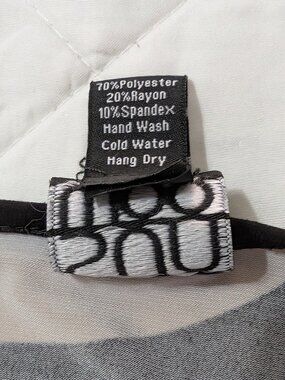 70%Polyester
20%Rayon
10%Spandex
Hand Wash
Cold Water
Hang Dry